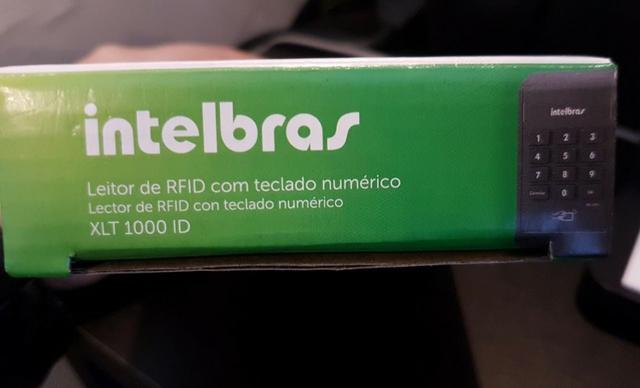 intelbras
Leitor de RFID com teclado numérico
Lector de RFID con teclado numérico
XLT 1000 ID
intelbras
1 2 3
4 5 6
7 8 9
0